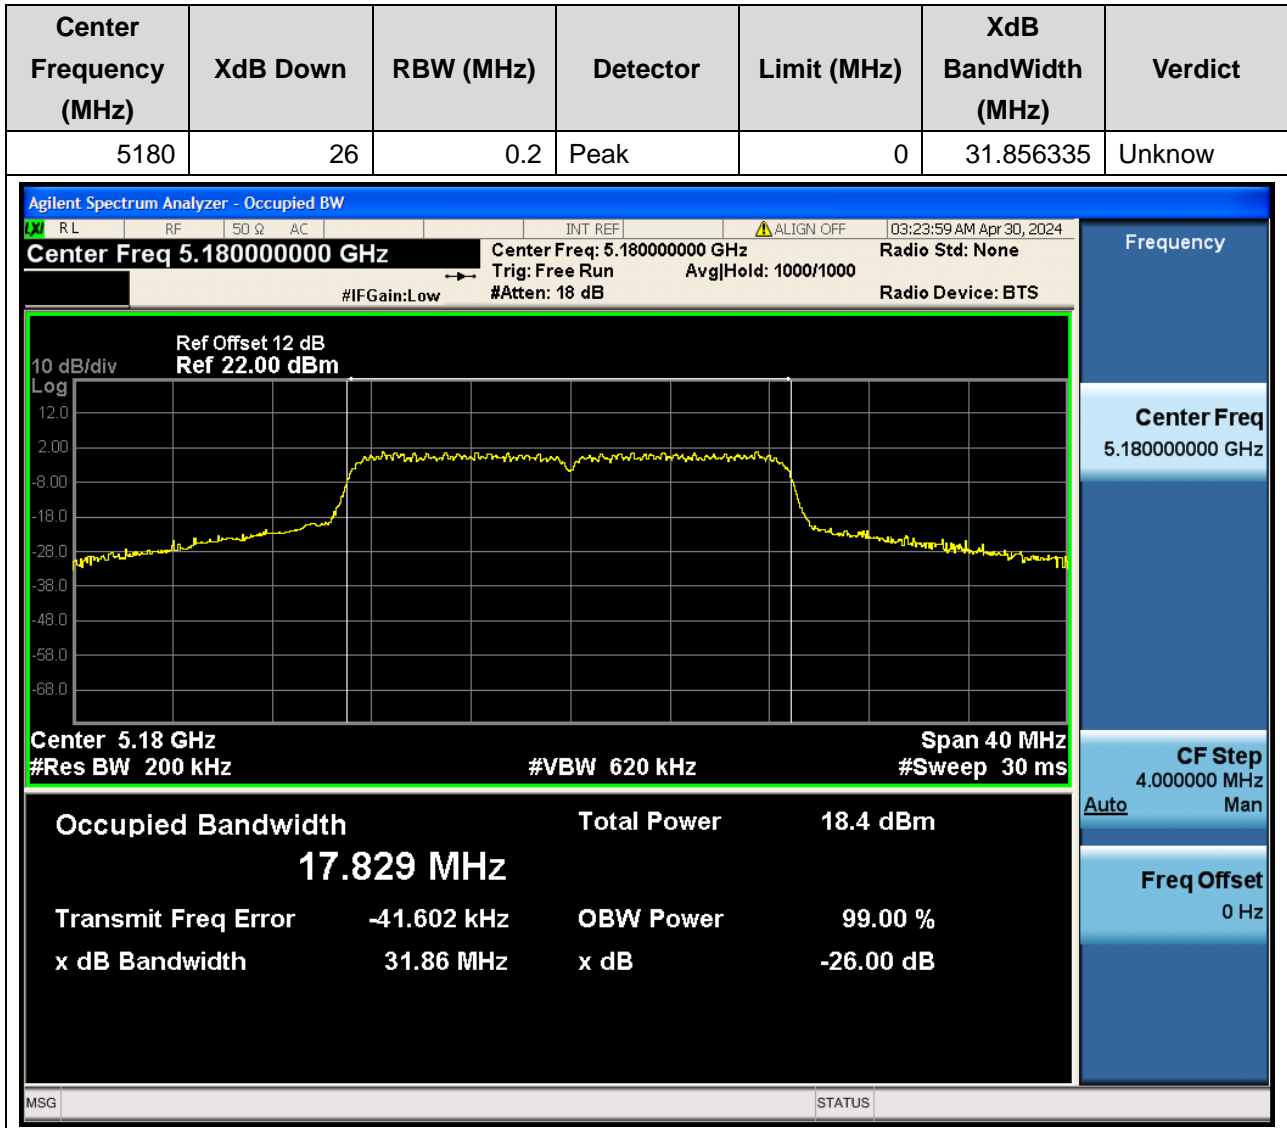 Center Frequency (MHz) XdB Down RBW (MHz) Detector Limit (MHz) XdB BandWidth (MHz) Verdict
5180 26 0.2 Peak 0 31.856335 Unknow
Agilent Spectrum Analyzer - Occupied BW
LXI RL RF 50 Ω AC INT REF ALIGN OFF 03:23:59 AM Apr 30, 2024
Center Freq 5.180000000 GHz
Center Freq: 5.180000000 GHz Radio Std: None
Trig: Free Run Avg|Hold: 1000/1000
#IFGain:Low #Atten: 18 dB Radio Device: BTS
Ref Offset 12 dB
10 dB/div Ref 22.00 dBm
Log
12.0
2.00
-8.00
-18.0
-28.0
-38.0
-48.0
-58.0
-68.0
Center 5.18 GHz Span 40 MHz
#Res BW 200 kHz #VBW 620 kHz #Sweep 30 ms
Occupied Bandwidth Total Power 18.4 dBm
17.829 MHz
Transmit Freq Error -41.602 kHz OBW Power 99.00 %
x dB Bandwidth 31.86 MHz x dB -26.00 dB
Frequency
Center Freq
5.180000000 GHz
CF Step
4.000000 MHz
Auto Man
Freq Offset
0 Hz
MSG STATUS